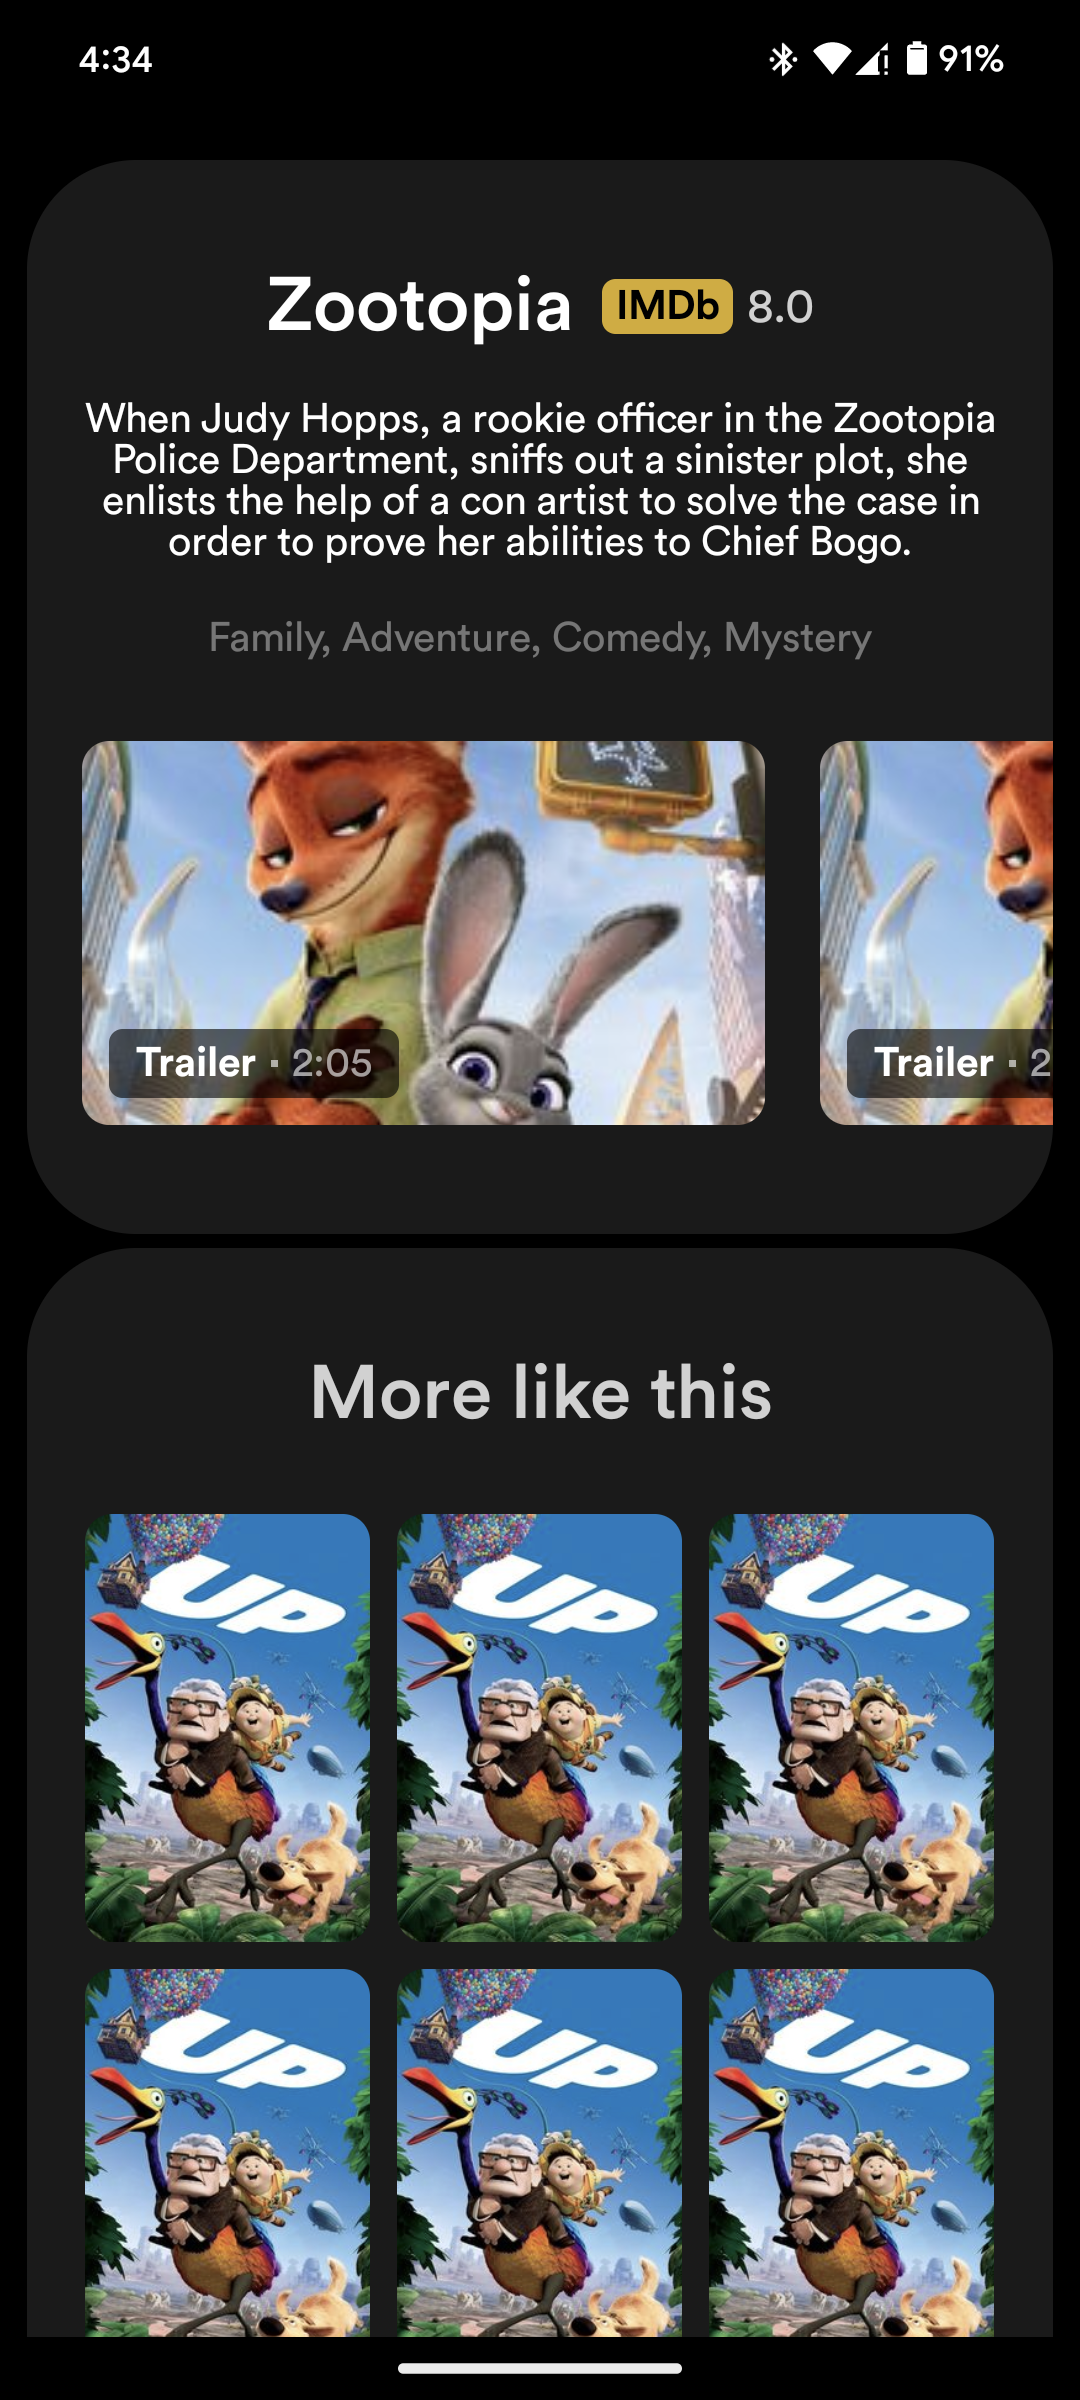 4:34
91%
Zootopia IMDb 8.0
When Judy Hopps, a rookie officer in the Zootopia
Police Department, sniffs out a sinister plot, she
enlists the help of a con artist to solve the case in
order to prove her abilities to Chief Bogo.
Family, Adventure, Comedy, Mystery
Trailer · 2:05
Trailer · 2
More like this
UP
UP
UP
UP
UP
UP